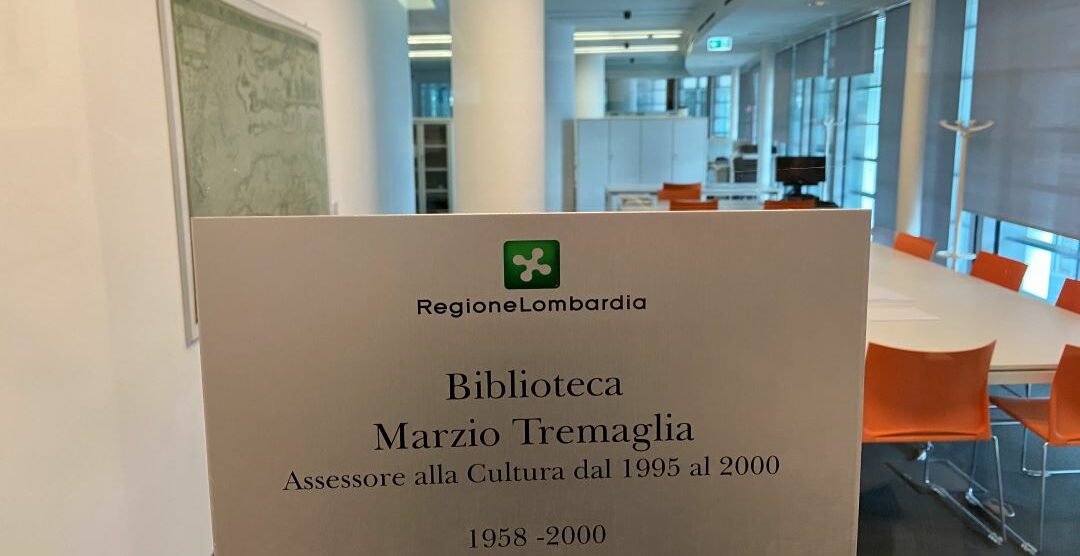 RegioneLombardia
Biblioteca
Marzio Tremaglia
Assessore alla Cultura dal 1995 al 2000
1958 -2000